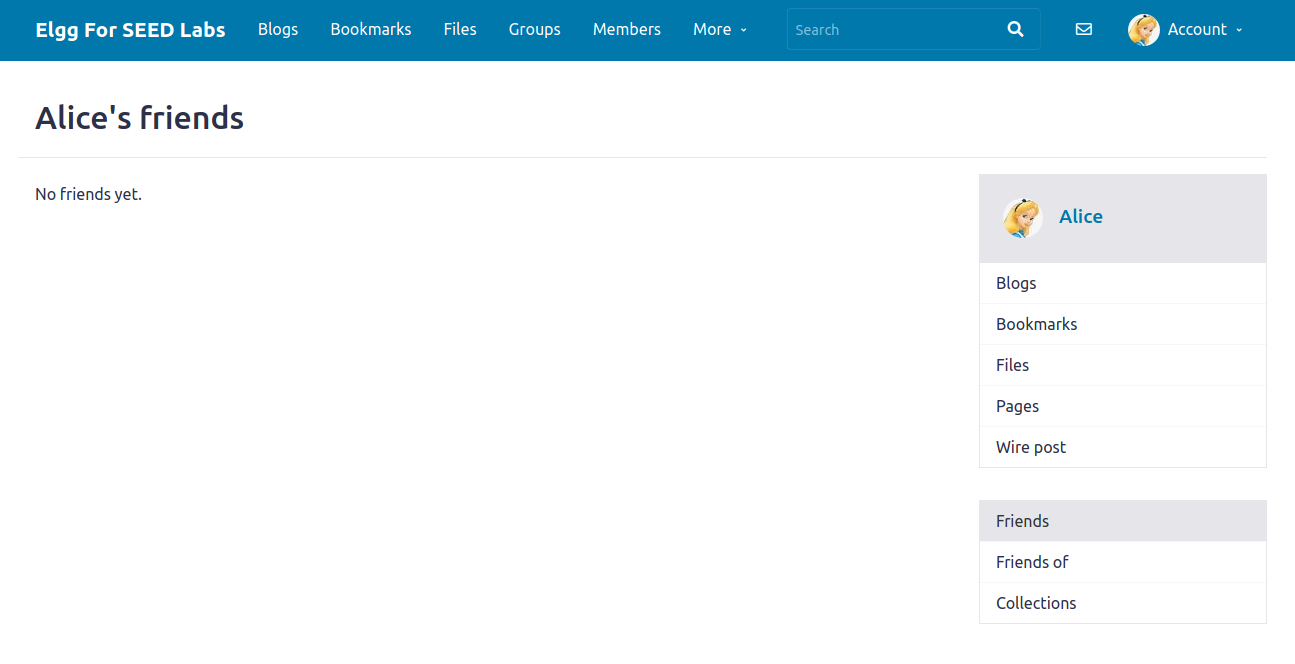 Elgg For SEED Labs Blogs Bookmarks Files Groups Members More Search Account
Alice's friends
No friends yet.
Alice
Blogs
Bookmarks
Files
Pages
Wire post
Friends
Friends of
Collections